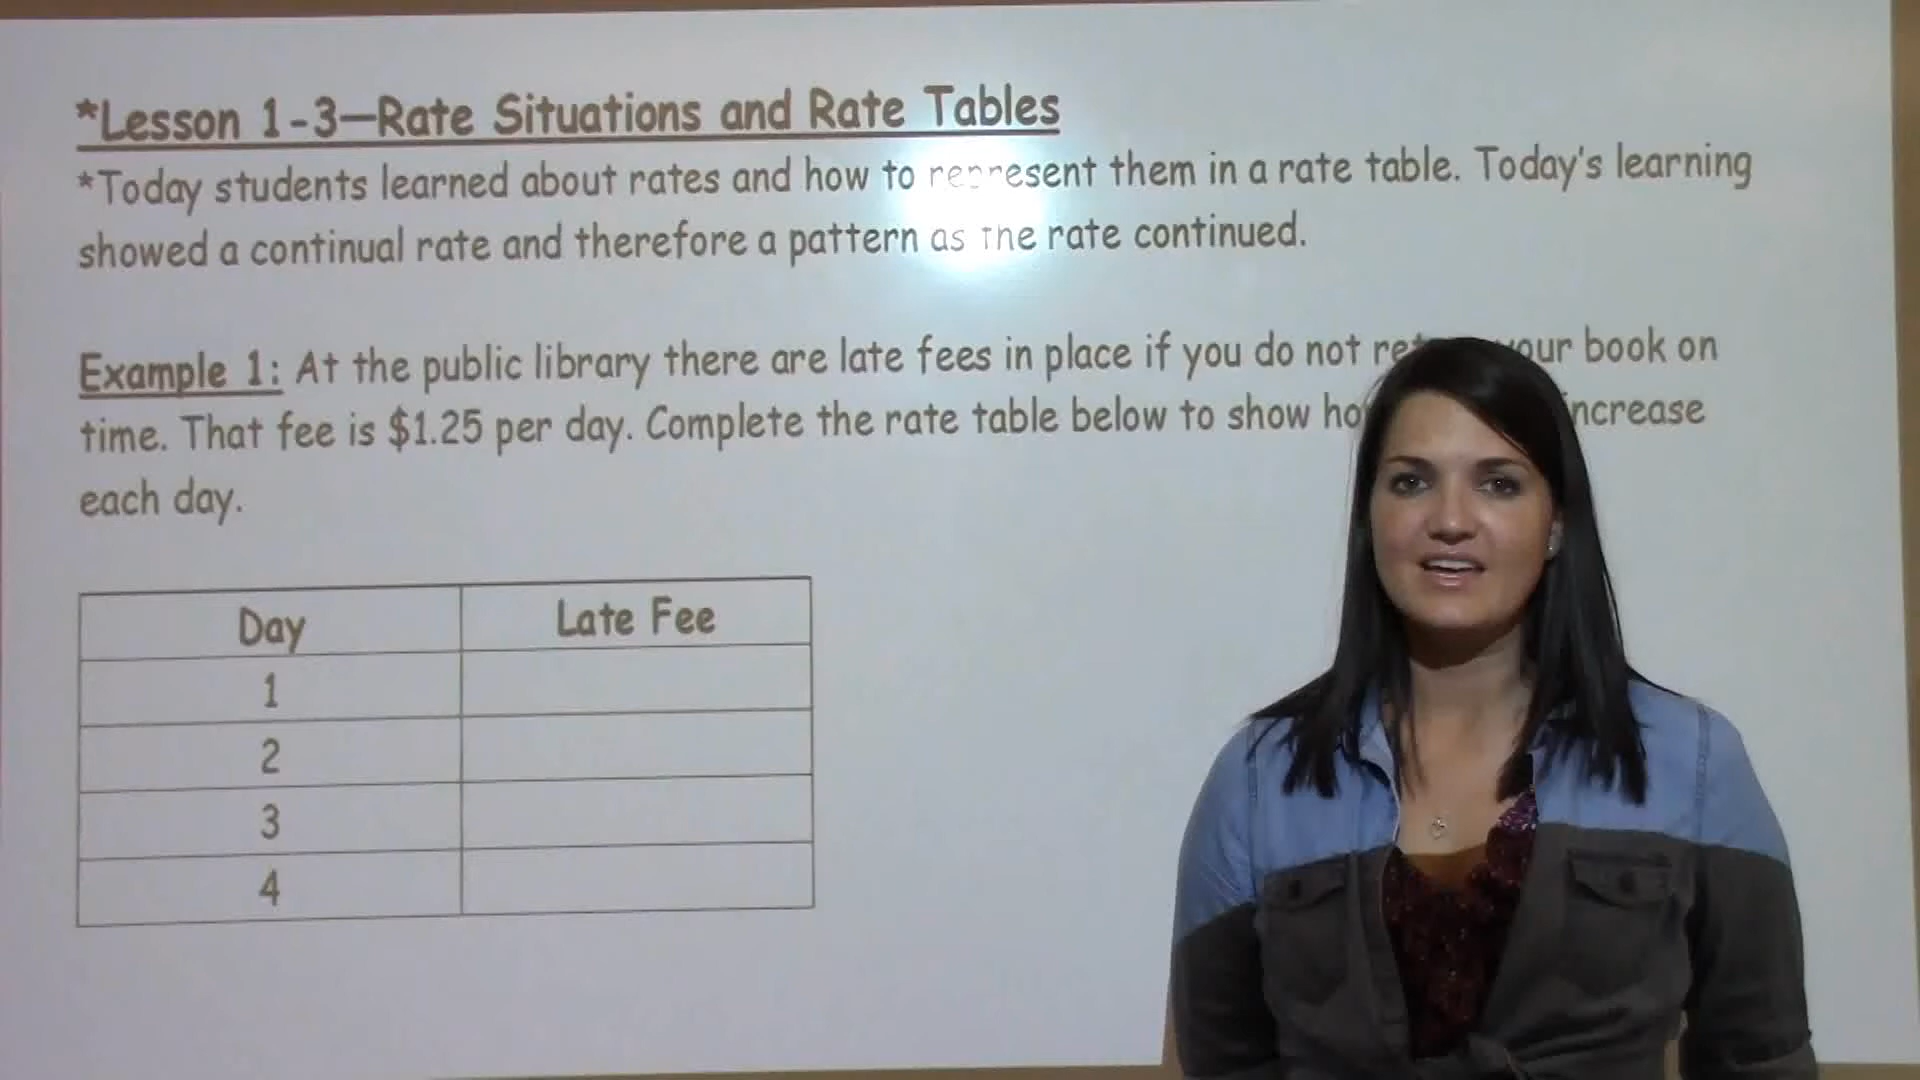 *Lesson 1-3—Rate Situations and Rate Tables
*Today students learned about rates and how to represent them in a rate table. Today's learning
showed a continual rate and therefore a pattern as the rate continued.
Example 1: At the public library there are late fees in place if you do not your book on
time. That fee is $1.25 per day. Complete the rate table below to show increase
each day.
Day Late Fee
1
2
3
4